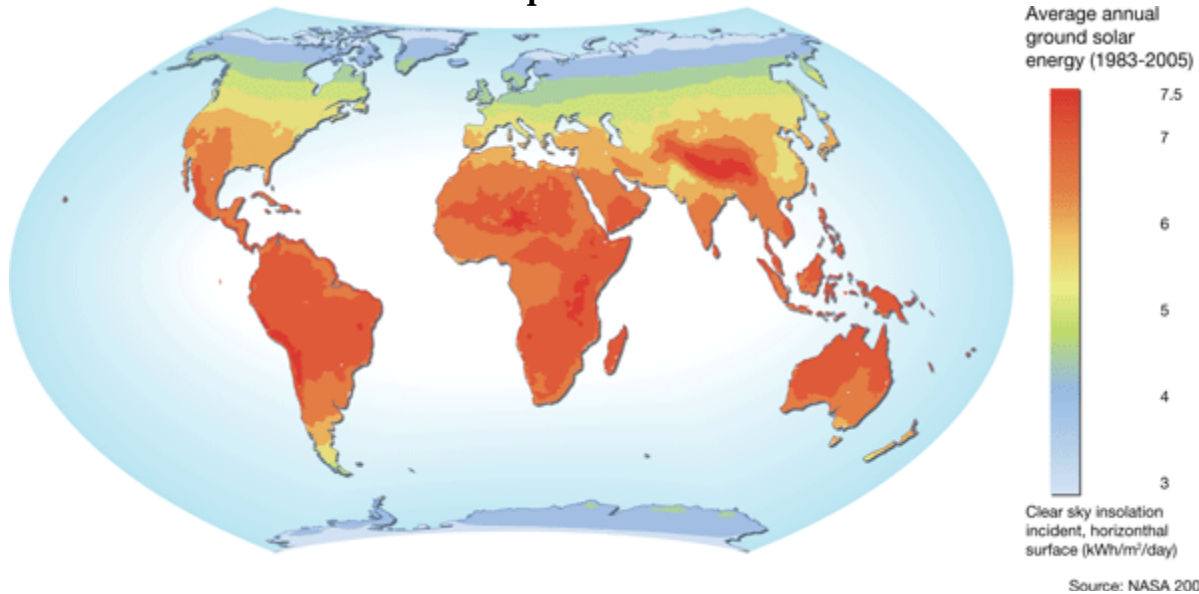 Average annual
ground solar
energy (1983-2005)
7.5
7
6
5
4
3
Clear sky insolation
incident, horizonthal
surface (kWh/m²/day)
Source: NASA 200